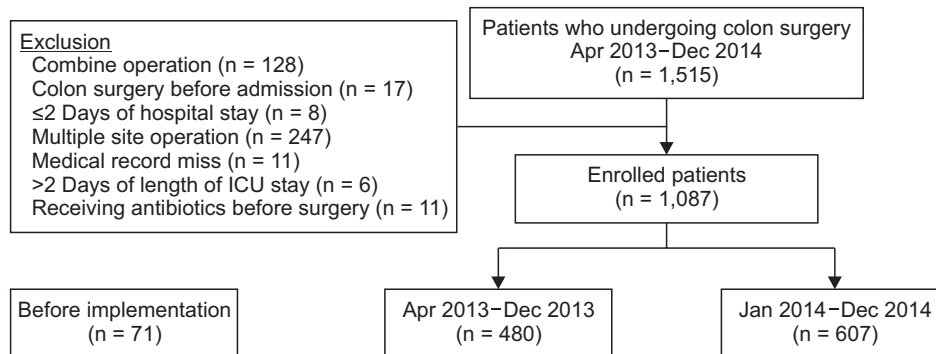 Exclusion
Combine operation (n = 128)
Colon surgery before admission (n = 17)
≤2 Days of hospital stay (n = 8)
Multiple site operation (n = 247)
Medical record miss (n = 11)
>2 Days of length of ICU stay (n = 6)
Receiving antibiotics before surgery (n = 11)
Patients who undergoing colon surgery
Apr 2013−Dec 2014
(n = 1,515)
Enrolled patients
(n = 1,087)
Before implementation
(n = 71)
Apr 2013−Dec 2013
(n = 480)
Jan 2014−Dec 2014
(n = 607)